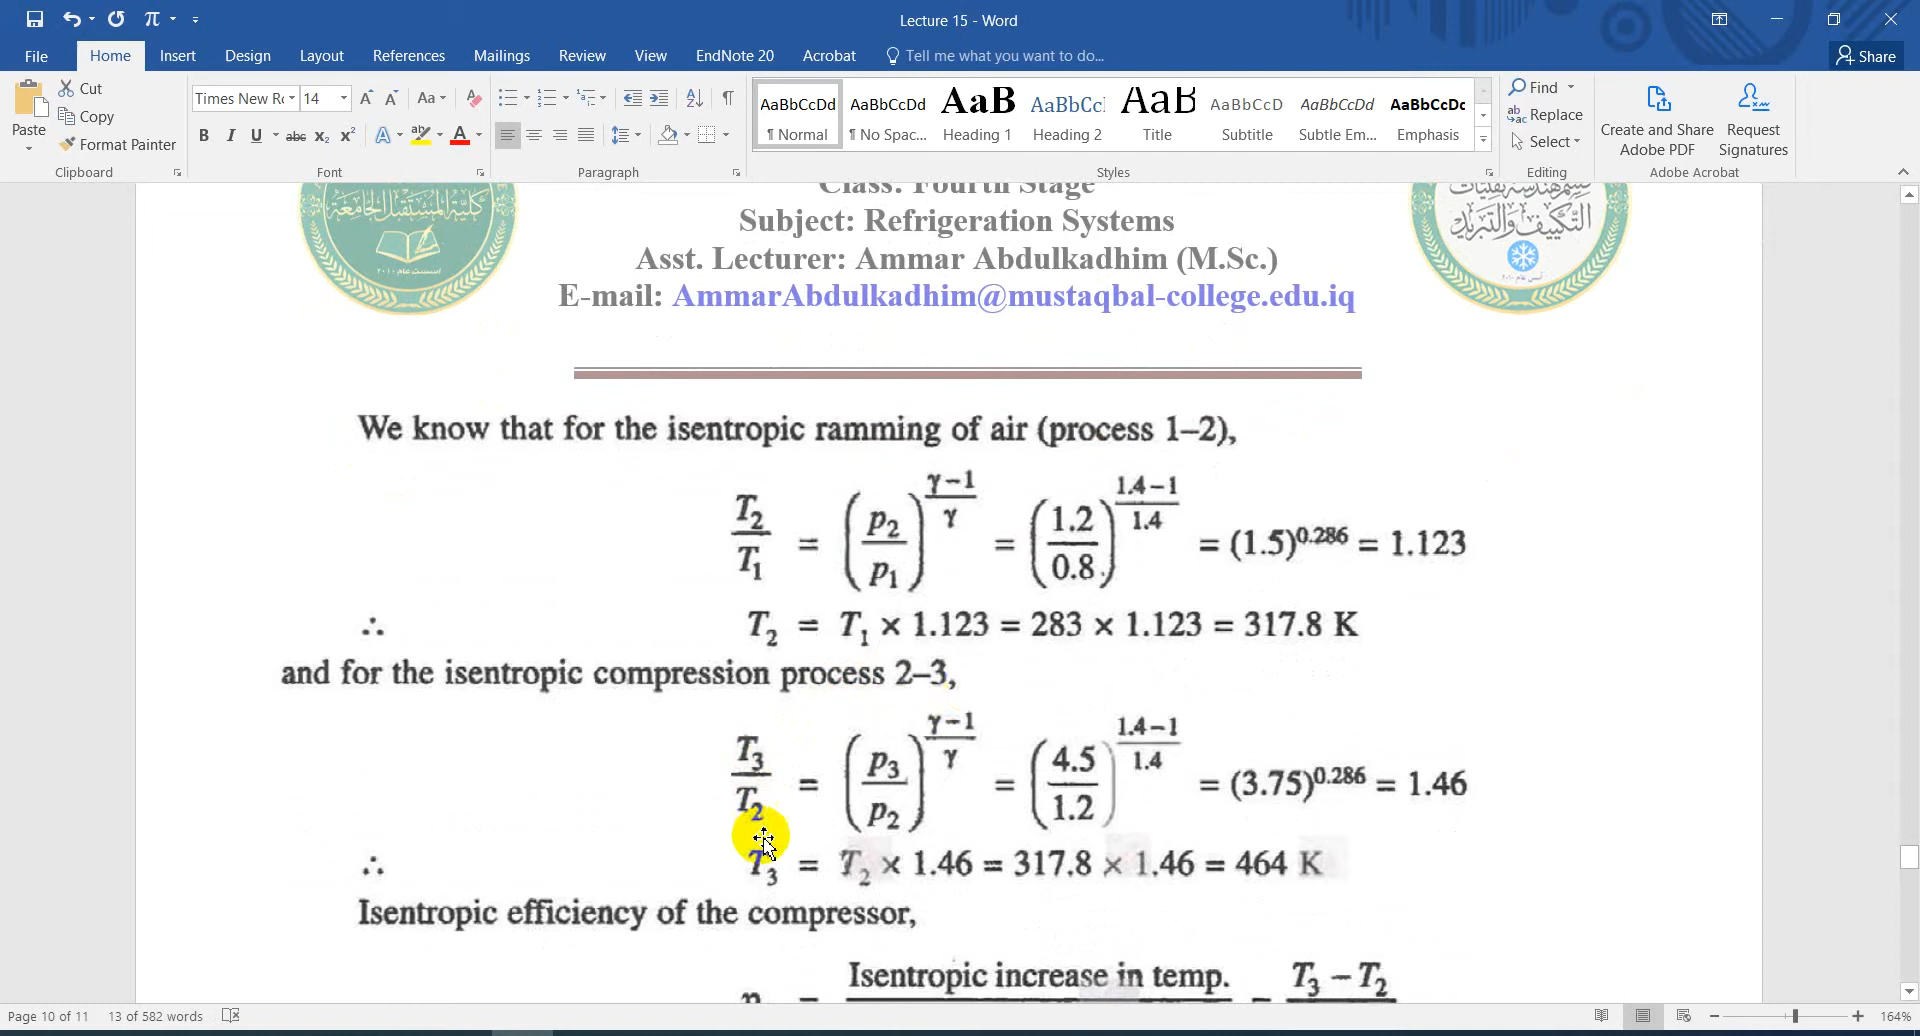 Lecture 15 - Word
File Home Insert Design Layout References Mailings Review View EndNote 20 Acrobat Tell me what you want to do... Share
Paste
Cut
Copy
Format Painter
Clipboard
Times New Ro 14
Font
Paragraph
AaBbCcDd AaBbCcDd AaB AaBbCc AaB AaBbCcD AaBbCcDd AaBbCcDc
¶ Normal ¶ No Spac... Heading 1 Heading 2 Title Subtitle Subtle Em... Emphasis
Styles
Find
Replace
Select
Editing
Create and Share Adobe PDF
Request Signatures
Adobe Acrobat
Class: Fourth Stage
Subject: Refrigeration Systems
Asst. Lecturer: Ammar Abdulkadhim (M.Sc.)
E-mail: AmmarAbdulkadhim@mustaqbal-college.edu.iq
كلية المستقبل الجامعة
التكييف والتبريد
We know that for the isentropic ramming of air (process 1–2),
T₂/T₁ = (p₂/p₁)^((γ−1)/γ) = (1.2/0.8)^((1.4−1)/1.4) = (1.5)^0.286 = 1.123
∴ T₂ = T₁ × 1.123 = 283 × 1.123 = 317.8 K
and for the isentropic compression process 2–3,
T₃/T₂ = (p₃/p₂)^((γ−1)/γ) = (4.5/1.2)^((1.4−1)/1.4) = (3.75)^0.286 = 1.46
∴ T₃ = T₂ × 1.46 = 317.8 × 1.46 = 464 K
Isentropic efficiency of the compressor,
Isentropic increase in temp. = T₃ − T₂
Page 10 of 11 13 of 582 words 164%